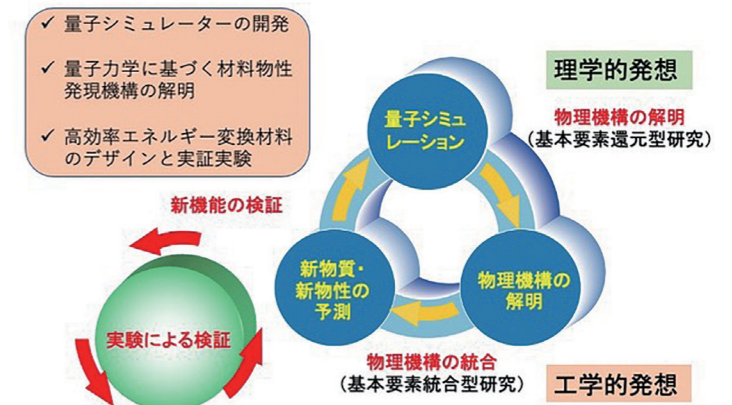 ✓ 量子シミュレーターの開発
✓ 量子力学に基づく材料物性
発現機構の解明
✓ 高効率エネルギー変換材料
のデザインと実証実験
理学的発想
物理機構の解明
(基本要素還元型研究)
量子シミュ
レーション
新機能の検証
新物質・
新物性の
予測
物理機構の
解明
実験による検証
物理機構の統合
(基本要素統合型研究)
工学的発想